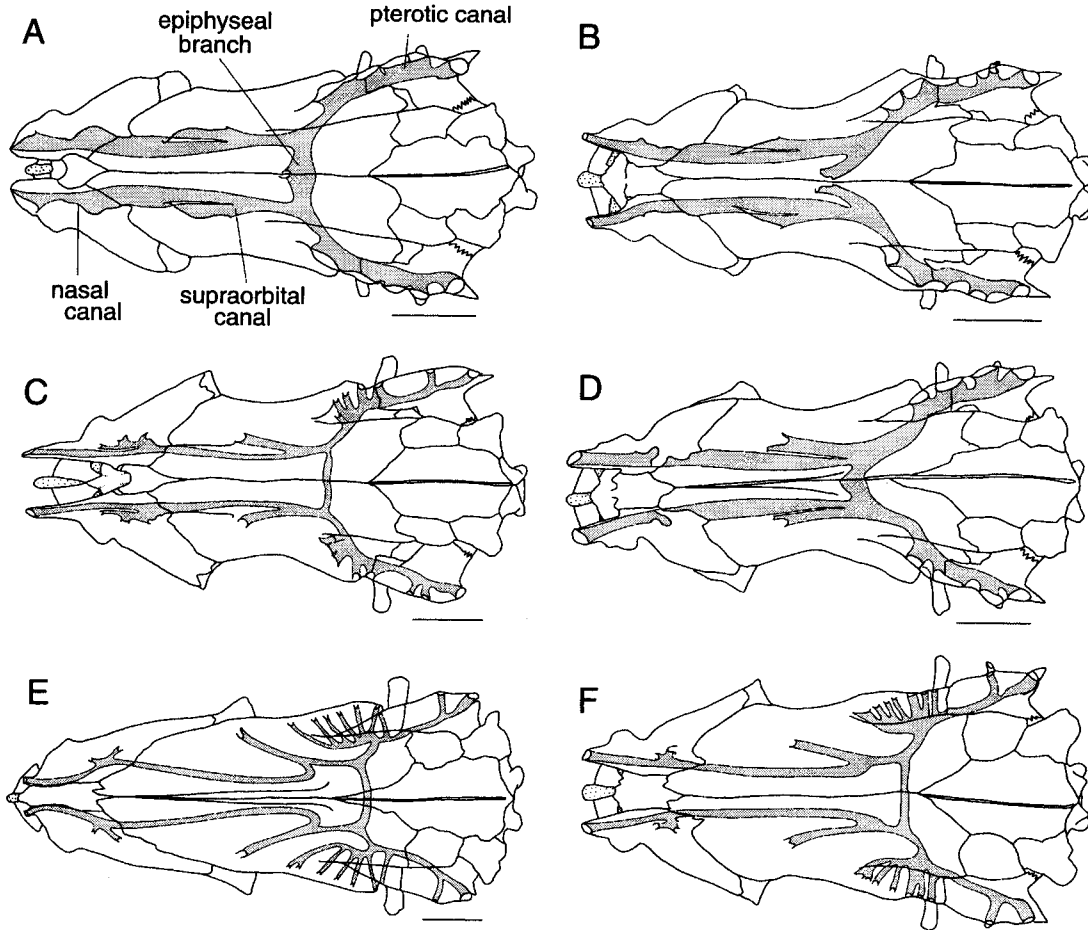 A
epiphyseal
branch
pterotic canal
B
nasal
canal
supraorbital
canal
C
D
E
F